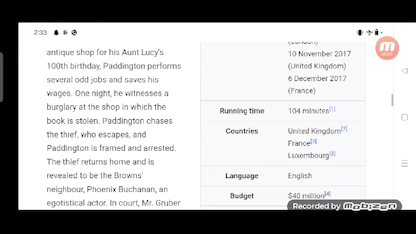 2:33
antique shop for his Aunt Lucy's
100th birthday, Paddington performs
several odd jobs and saves his
wages. One night, he witnesses a
burglary at the shop in which the
book is stolen. Paddington chases
the thief, who escapes, and
Paddington is framed and arrested.
The thief returns home and is
revealed to be the Browns'
neighbour, Phoenix Buchanan, an
egotistical actor. In court, Mr. Gruber
(London)
10 November 2017
(United Kingdom)
6 December 2017
(France)
Running time 104 minutes[1]
Countries United Kingdom[2]
France[3]
Luxembourg[3]
Language English
Budget $40 million[4]
Recorded by mobizen